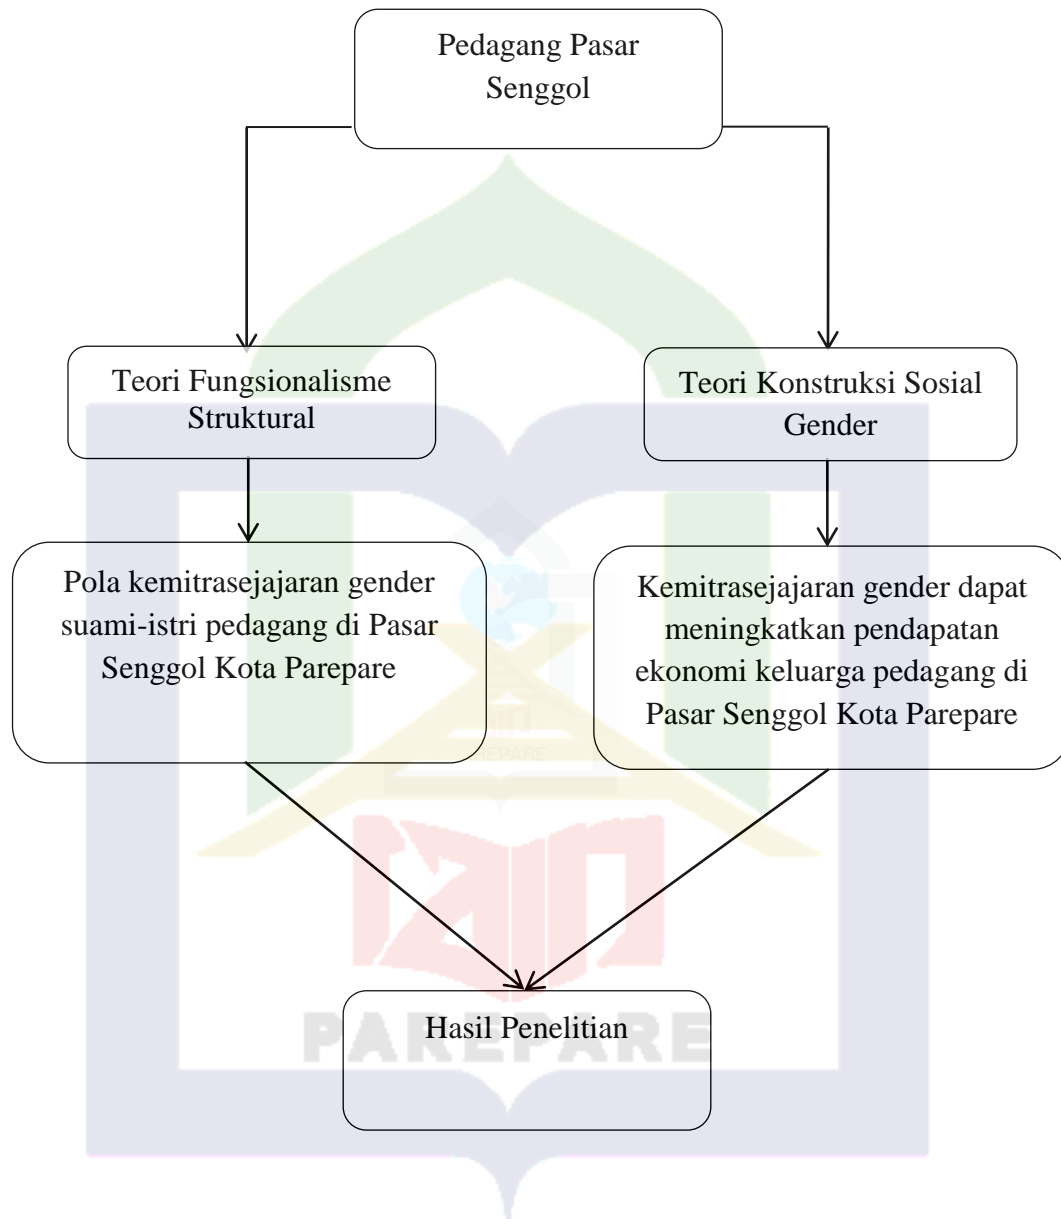 Pedagang Pasar
Senggol
Teori Fungsionalisme
Struktural
Teori Konstruksi Sosial
Gender
Pola kemitrasejajaran gender
suami-istri pedagang di Pasar
Senggol Kota Parepare
Kemitrasejajaran gender dapat
meningkatkan pendapatan
ekonomi keluarga pedagang di
Pasar Senggol Kota Parepare
IAIN
Hasil Penelitian
PAREPARE